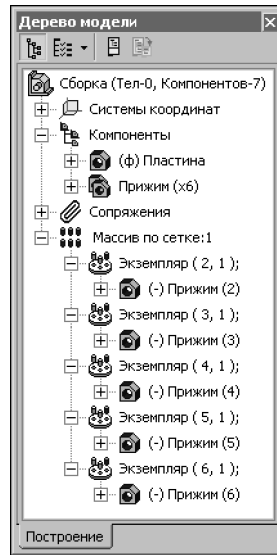 Дерево модели
Сборка (Тел-0, Компонентов-7)
Системы координат
Компоненты
(ф) Пластина
Прижим (x6)
Сопряжения
Массив по сетке:1
Экземпляр ( 2, 1 );
(-) Прижим (2)
Экземпляр ( 3, 1 );
(-) Прижим (3)
Экземпляр ( 4, 1 );
(-) Прижим (4)
Экземпляр ( 5, 1 );
(-) Прижим (5)
Экземпляр ( 6, 1 );
(-) Прижим (6)
Построение